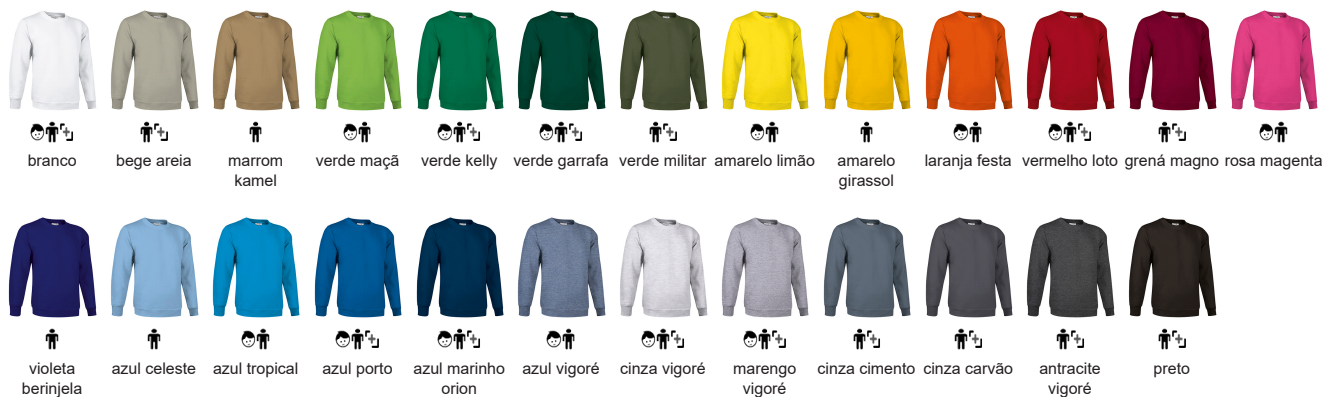 branco
bege areia
marrom
kamel
verde maçã
verde kelly
verde garrafa
verde militar
amarelo limão
amarelo
girassol
laranja festa
vermelho loto
grená magno
rosa magenta
violeta
berinjela
azul celeste
azul tropical
azul porto
azul marinho
orion
azul vigoré
cinza vigoré
marengo
vigoré
cinza cimento
cinza carvão
antracite
vigoré
preto